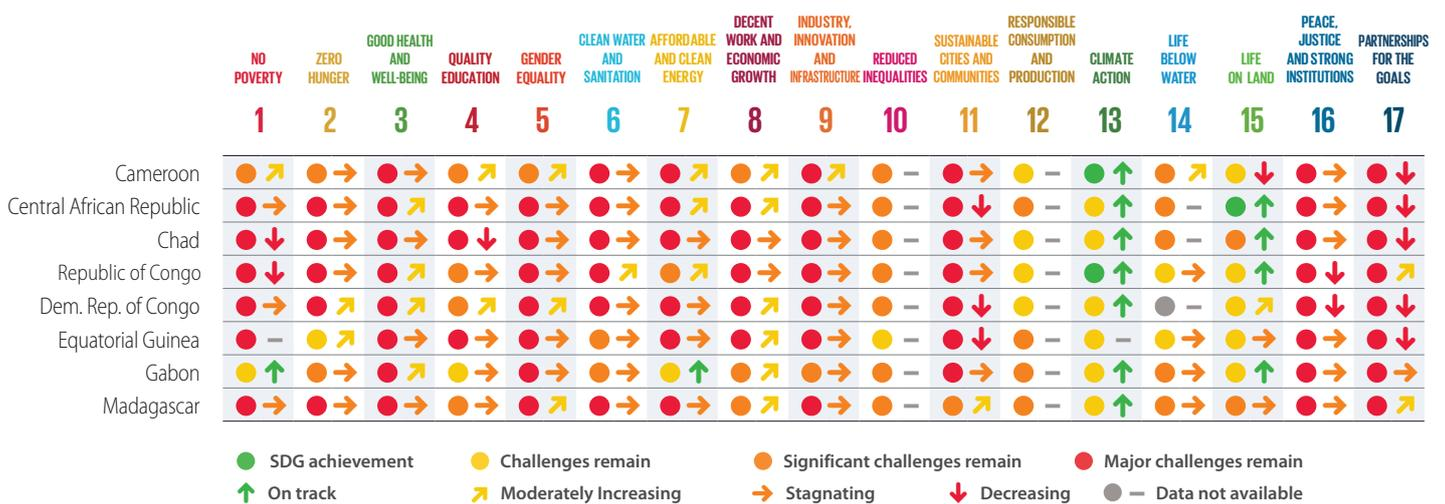 NO
POVERTY
ZERO
HUNGER
GOOD HEALTH
AND
WELL-BEING
QUALITY
EDUCATION
GENDER
EQUALITY
CLEAN WATER
AND
SANITATION
AFFORDABLE
AND CLEAN
ENERGY
DECENT
WORK AND
ECONOMIC
GROWTH
INDUSTRY,
INNOVATION
AND
INFRASTRUCTURE
REDUCED
INEQUALITIES
SUSTAINABLE
CITIES AND
COMMUNITIES
RESPONSIBLE
CONSUMPTION
AND
PRODUCTION
CLIMATE
ACTION
LIFE
BELOW
WATER
LIFE
ON LAND
PEACE,
JUSTICE
AND STRONG
INSTITUTIONS
PARTNERSHIPS
FOR THE
GOALS
1 2 3 4 5 6 7 8 9 10 11 12 13 14 15 16 17
Cameroon
Central African Republic
Chad
Republic of Congo
Dem. Rep. of Congo
Equatorial Guinea
Gabon
Madagascar
SDG achievement Challenges remain Significant challenges remain Major challenges remain
On track Moderately Increasing Stagnating Decreasing Data not available